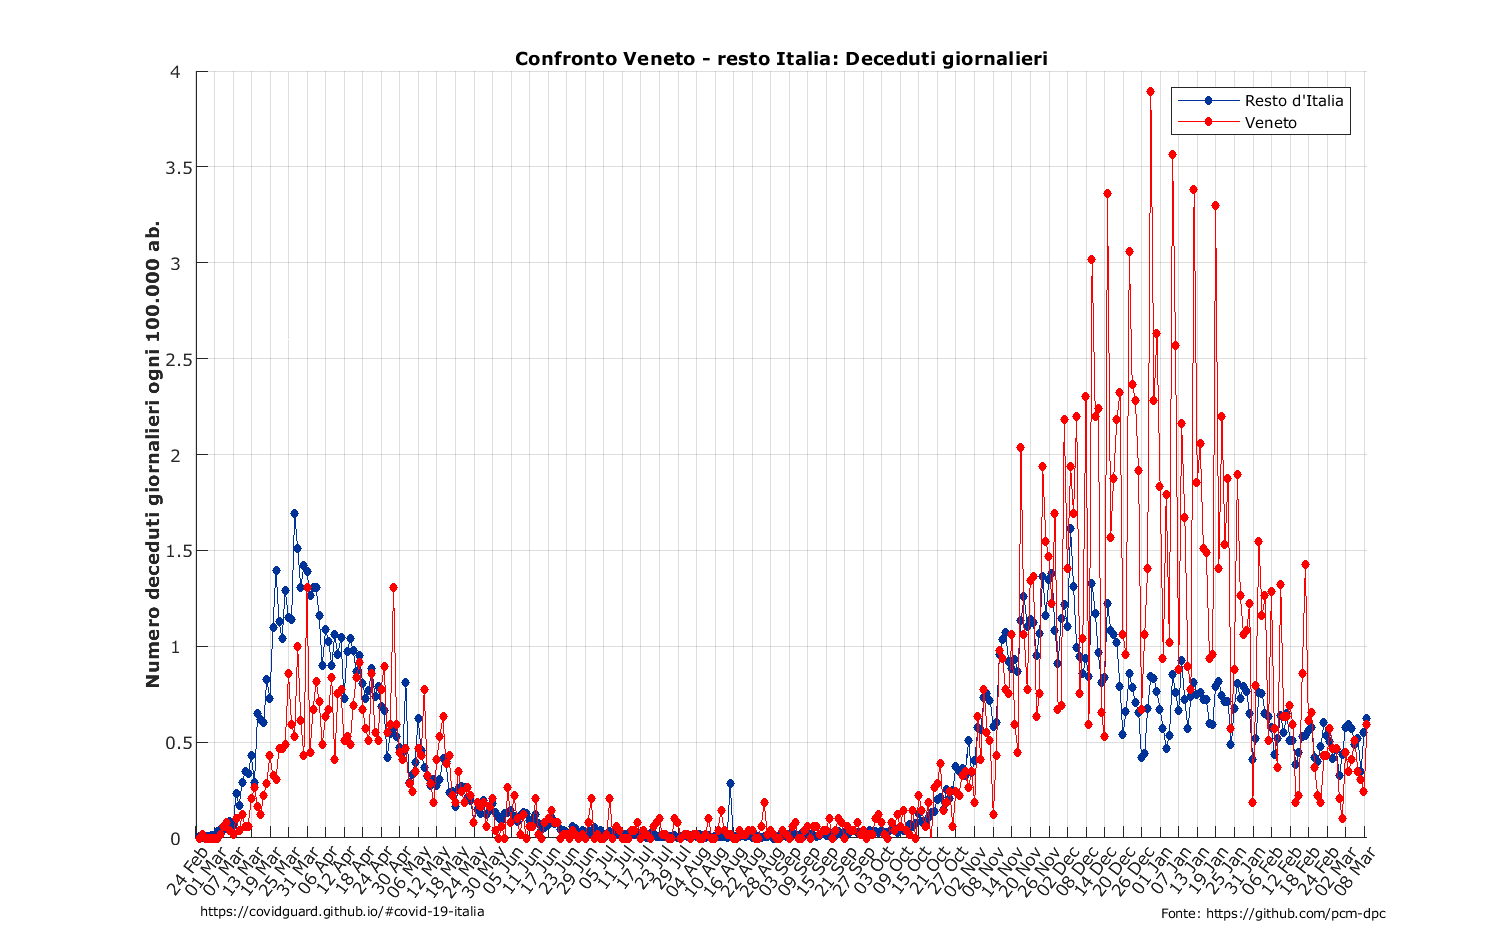 Confronto Veneto - resto Italia: Deceduti giornalieri
Resto d'Italia
Veneto
Numero deceduti giornalieri ogni 100.000 ab.
4
3.5
3
2.5
2
1.5
1
0.5
0
24 Feb
01 Mar
07 Mar
13 Mar
19 Mar
25 Mar
31 Mar
06 Apr
12 Apr
18 Apr
24 Apr
30 Apr
06 May
12 May
18 May
24 May
30 May
05 Jun
11 Jun
17 Jun
23 Jun
29 Jun
05 Jul
11 Jul
17 Jul
23 Jul
29 Jul
04 Aug
10 Aug
16 Aug
22 Aug
28 Aug
03 Sep
09 Sep
15 Sep
21 Sep
27 Sep
03 Oct
09 Oct
15 Oct
21 Oct
27 Oct
02 Nov
08 Nov
14 Nov
20 Nov
26 Nov
02 Dec
08 Dec
14 Dec
20 Dec
26 Dec
01 Jan
07 Jan
13 Jan
19 Jan
25 Jan
31 Jan
06 Feb
12 Feb
18 Feb
24 Feb
02 Mar
08 Mar
https://covidguard.github.io/#covid-19-italia
Fonte: https://github.com/pcm-dpc